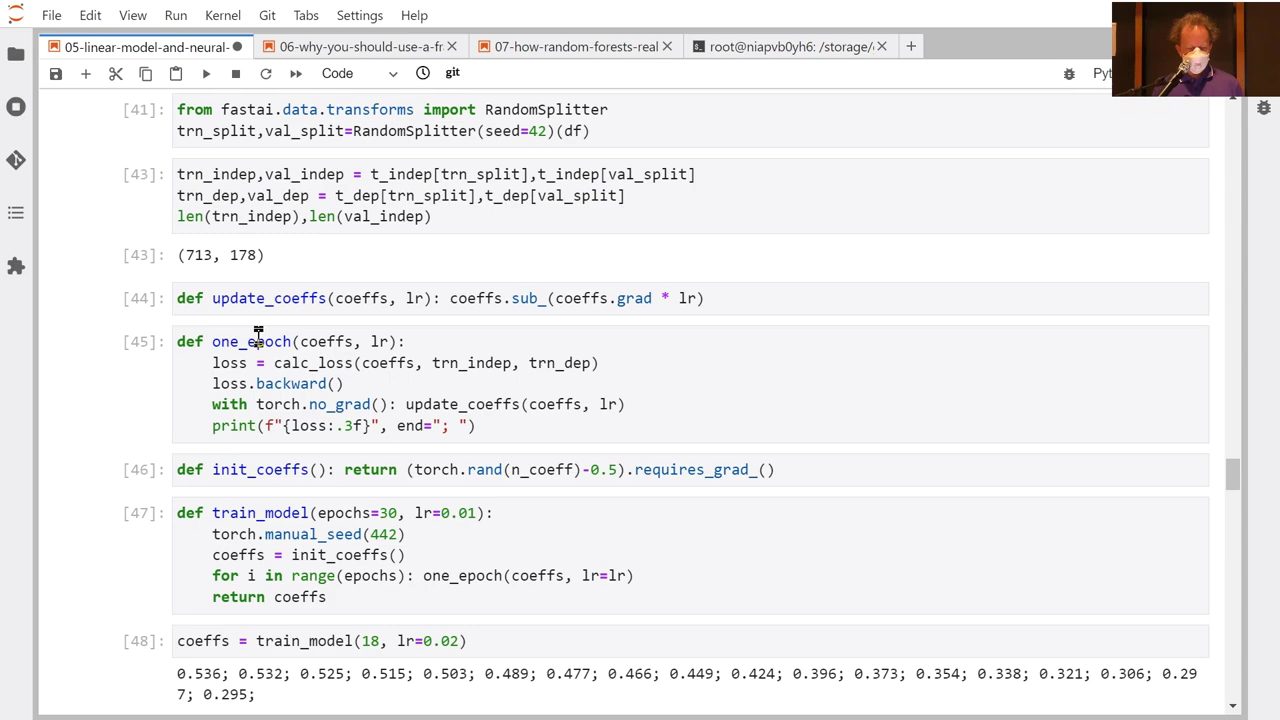 File Edit View Run Kernel Git Tabs Settings Help
05-linear-model-and-neural- 06-why-you-should-use-a-fr 07-how-random-forests-real root@niapvb0yh6: /storage/
Code git Pyt
[41]: from fastai.data.transforms import RandomSplitter
trn_split,val_split=RandomSplitter(seed=42)(df)
[43]: trn_indep,val_indep = t_indep[trn_split],t_indep[val_split]
trn_dep,val_dep = t_dep[trn_split],t_dep[val_split]
len(trn_indep),len(val_indep)
[43]: (713, 178)
[44]: def update_coeffs(coeffs, lr): coeffs.sub_(coeffs.grad * lr)
[45]: def one_epoch(coeffs, lr):
loss = calc_loss(coeffs, trn_indep, trn_dep)
loss.backward()
with torch.no_grad(): update_coeffs(coeffs, lr)
print(f"{loss:.3f}", end="; ")
[46]: def init_coeffs(): return (torch.rand(n_coeff)-0.5).requires_grad_()
[47]: def train_model(epochs=30, lr=0.01):
torch.manual_seed(442)
coeffs = init_coeffs()
for i in range(epochs): one_epoch(coeffs, lr=lr)
return coeffs
[48]: coeffs = train_model(18, lr=0.02)
0.536; 0.532; 0.525; 0.515; 0.503; 0.489; 0.477; 0.466; 0.449; 0.424; 0.396; 0.373; 0.354; 0.338; 0.321; 0.306; 0.29
7; 0.295;